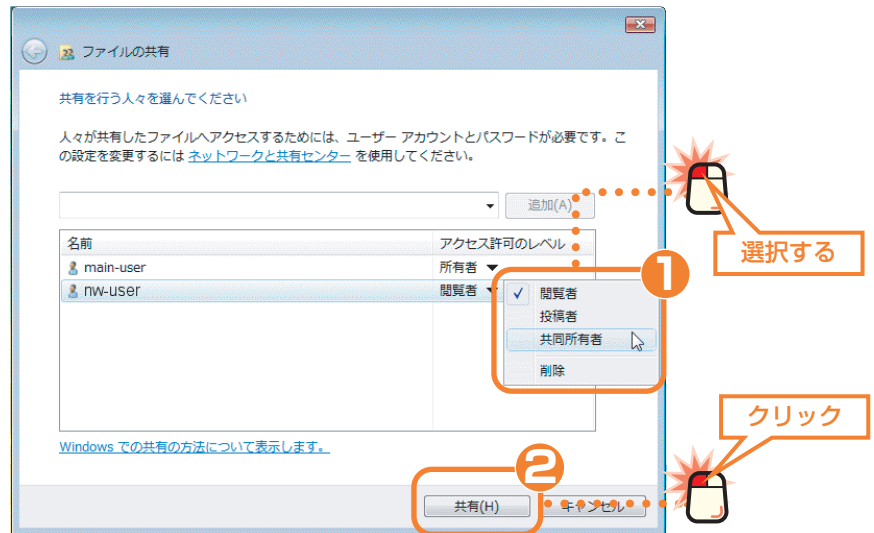 ファイルの共有
共有を行う人々を選んでください
人々が共有したファイルへアクセスするためには、ユーザー アカウントとパスワードが必要です。こ
の設定を変更するには ネットワークと共有センター を使用してください。
追加(A)
選択する
名前 アクセス許可のレベル
main-user 所有者
1
nw-user 閲覧者
閲覧者
投稿者
共同所有者
削除
クリック
Windows での共有の方法について表示します。
2
共有(H) キャンセル